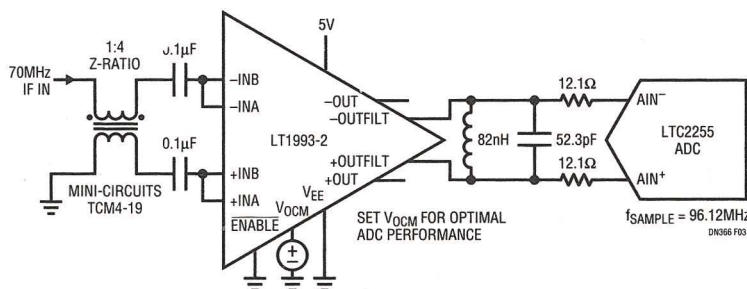 1:4
Z-RATIO
0.1µF
5V
70MHz
IF IN
–INB
–INA
–OUT
–OUTFILT
12.1Ω
AIN–
LT1993-2
82nH
52.3pF
LTC2255
ADC
0.1µF
+INB
+INA
+OUTFILT
+OUT
12.1Ω
AIN+
MINI-CIRCUITS
TCM4-19
ENABLE
VOCM
VEE
SET VOCM FOR OPTIMAL
ADC PERFORMANCE
fSAMPLE = 96.12MHz
DN366 F03